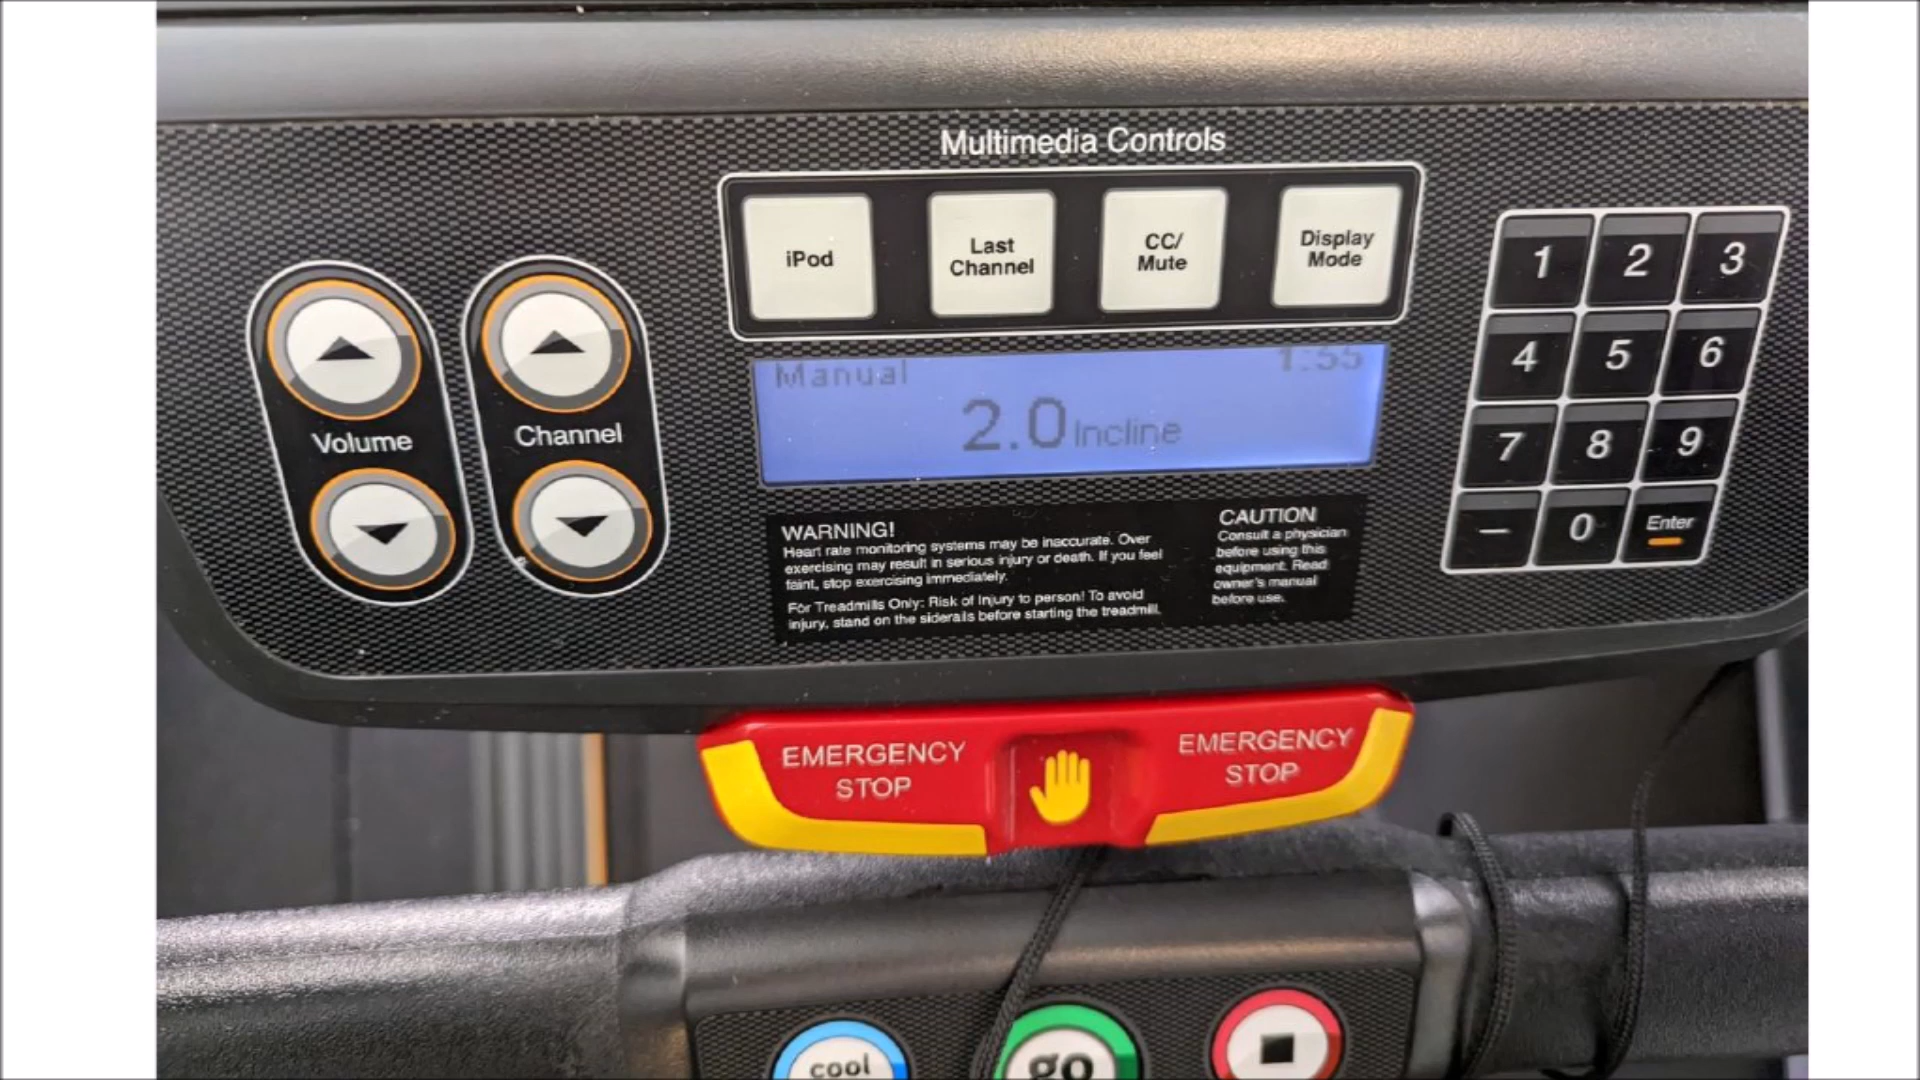 Multimedia Controls
iPod
Last
Channel
CC/
Mute
Display
Mode
Volume
Channel
Manual
1:55
2.0 Incline
1
2
3
4
5
6
7
8
9
–
0
Enter
WARNING!
Heart rate monitoring systems may be inaccurate. Over
exercising may result in serious injury or death. If you feel
faint, stop exercising immediately.
For Treadmills Only: Risk of Injury to person! To avoid
injury, stand on the siderails before starting the treadmill.
CAUTION
Consult a physician
before using this
equipment. Read
owner's manual
before use.
EMERGENCY
STOP
EMERGENCY
STOP
cool
go